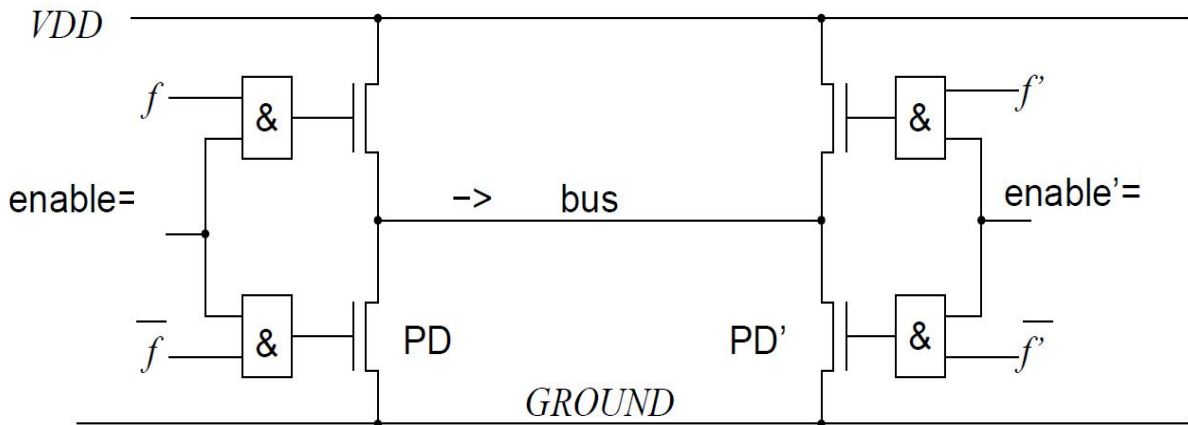 VDD
f & & f’
enable= −> bus enable’=
f̅ & PD PD’ & f̅’
GROUND